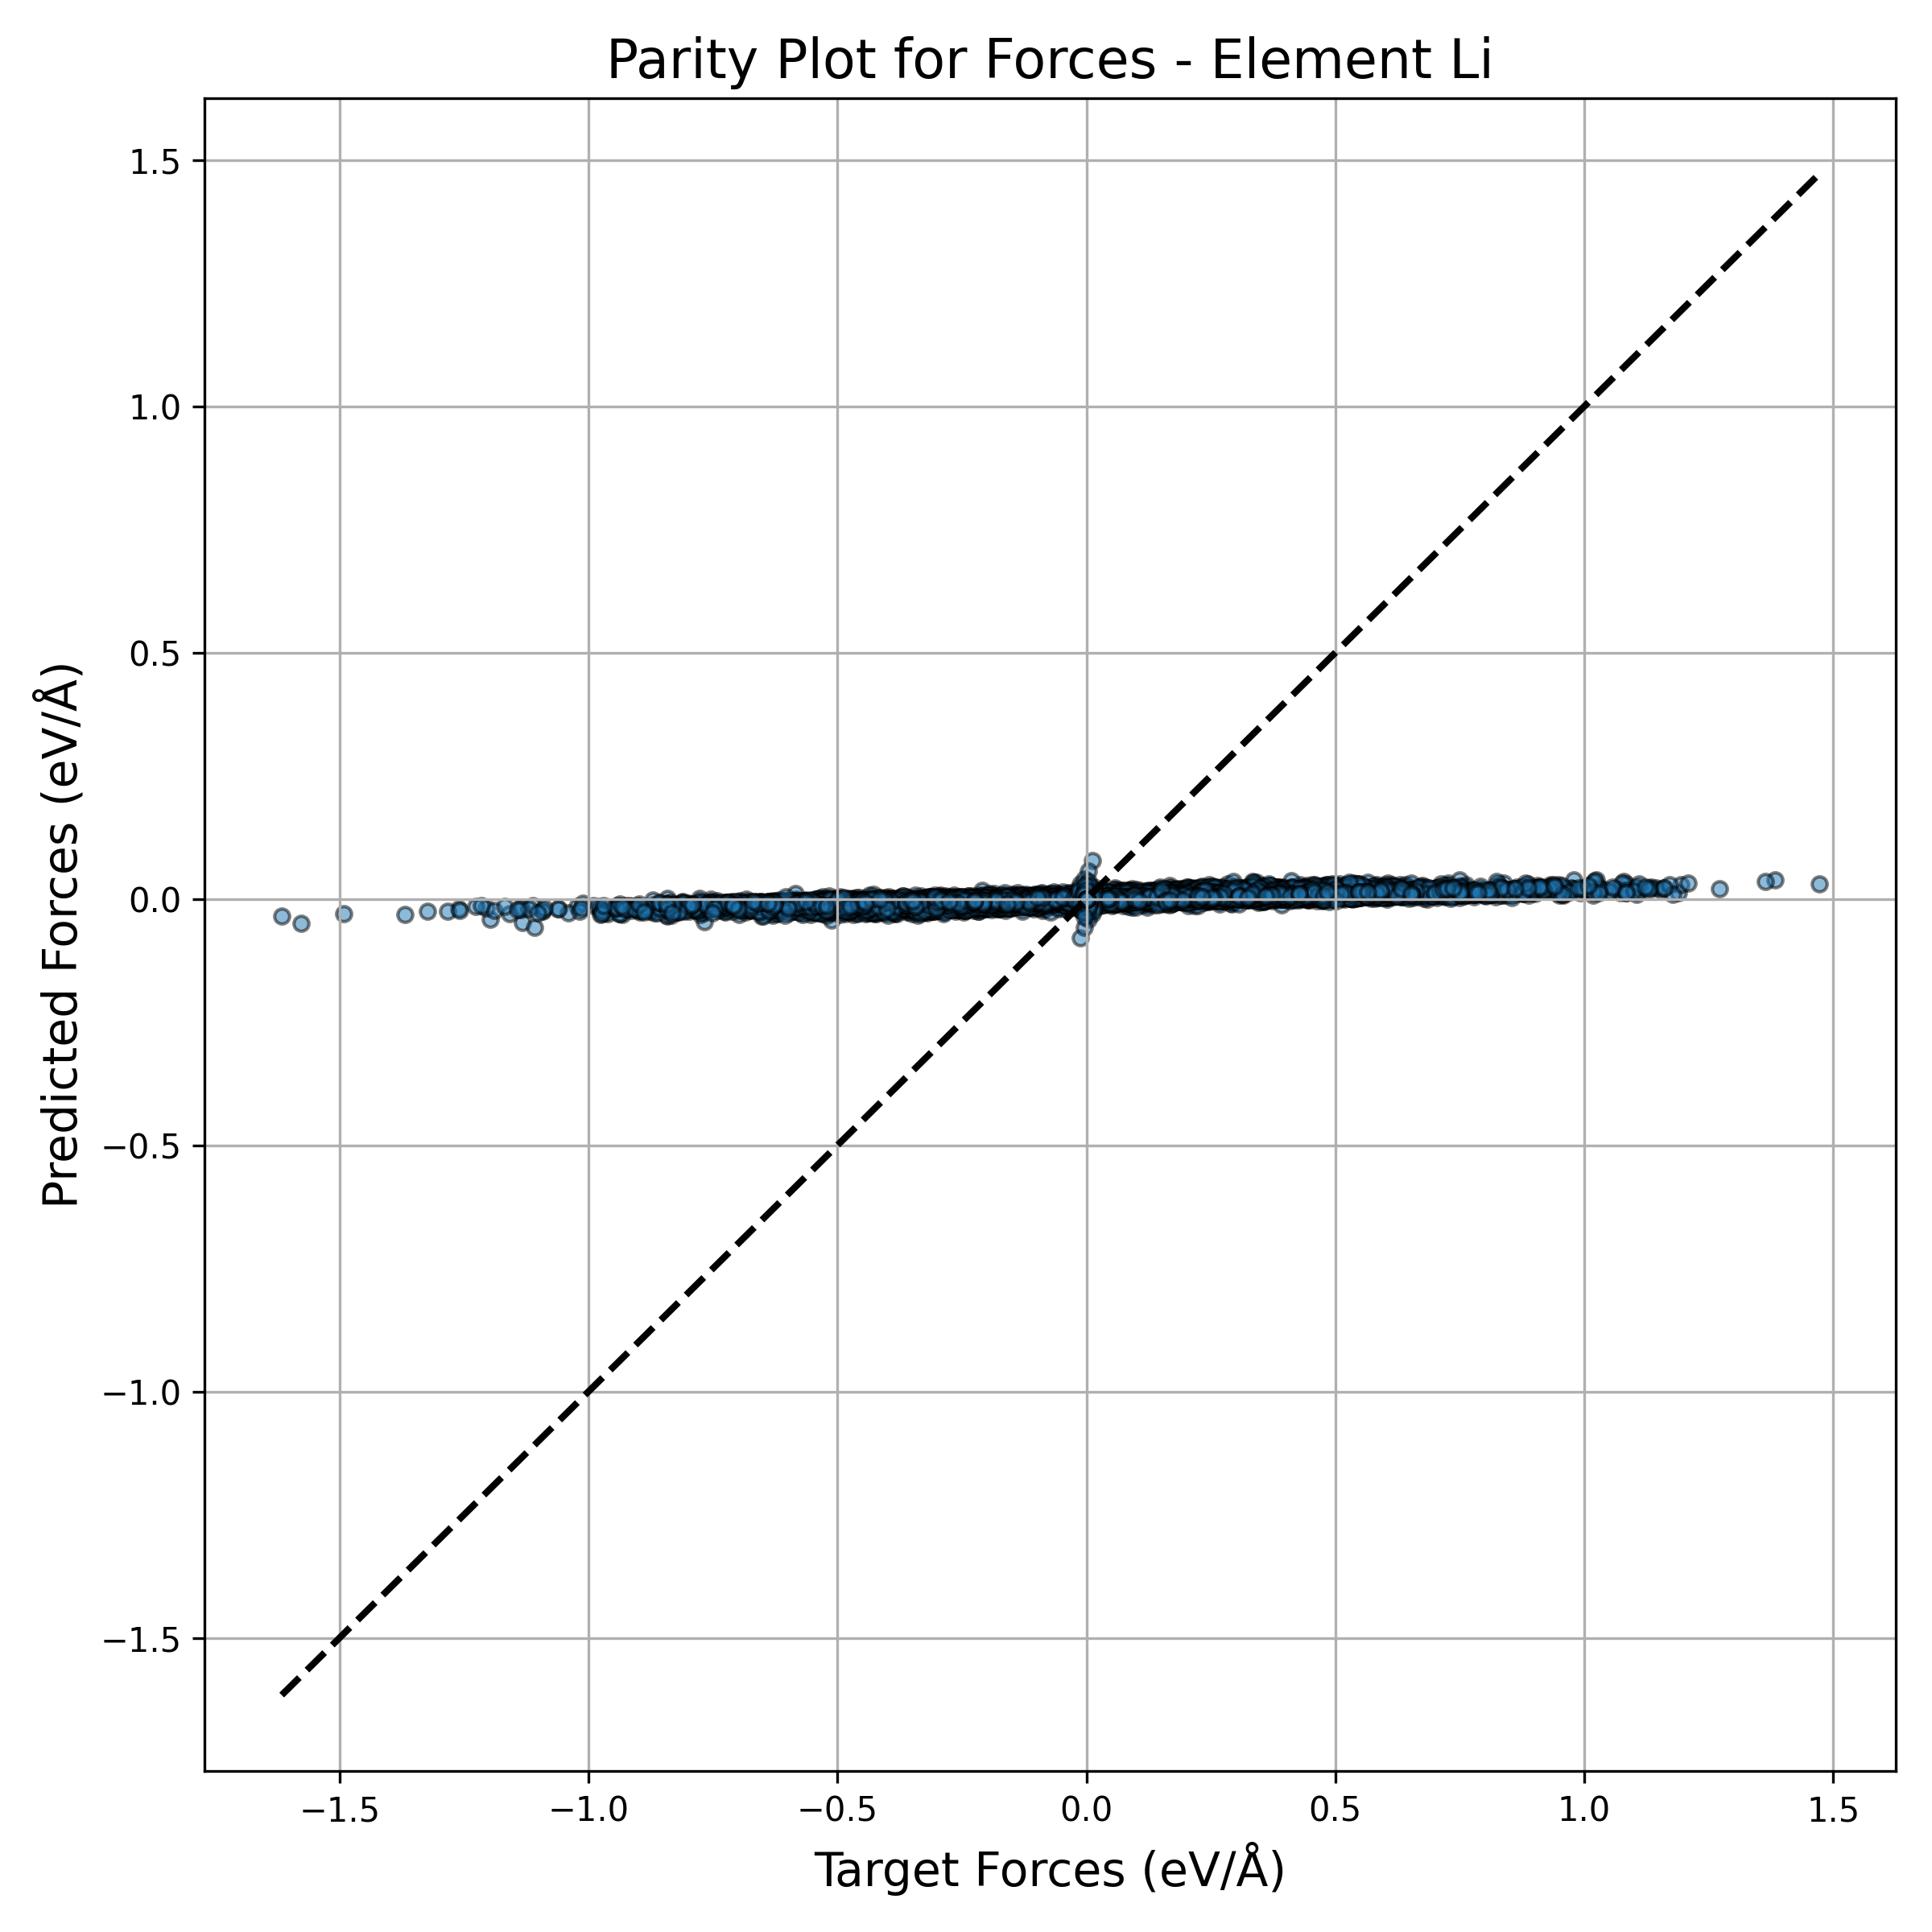 Parity Plot for Forces - Element Li
Predicted Forces (eV/Å)
1.5
1.0
0.5
0.0
−0.5
−1.0
−1.5
−1.5 −1.0 −0.5 0.0 0.5 1.0 1.5
Target Forces (eV/Å)